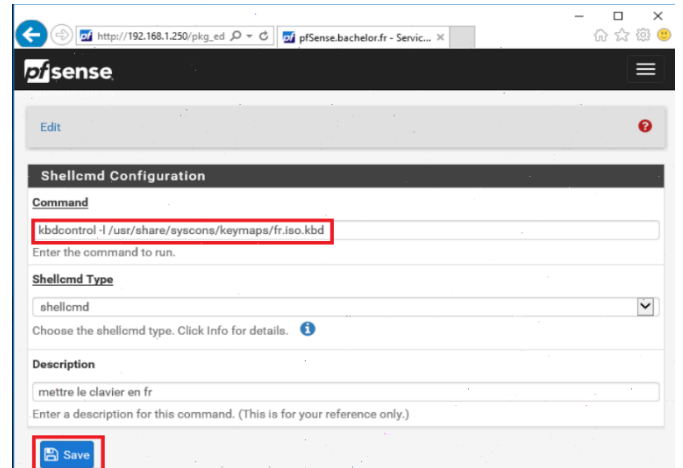 http://192.168.1.250/pkg_ed
pfSense.bachelor.fr - Servic...
pfsense
Edit
Shellcmd Configuration
Command
kbdcontrol -l /usr/share/syscons/keymaps/fr.iso.kbd
Enter the command to run.
Shellcmd Type
shellcmd
Choose the shellcmd type. Click Info for details.
Description
mettre le clavier en fr
Enter a description for this command. (This is for your reference only.)
Save